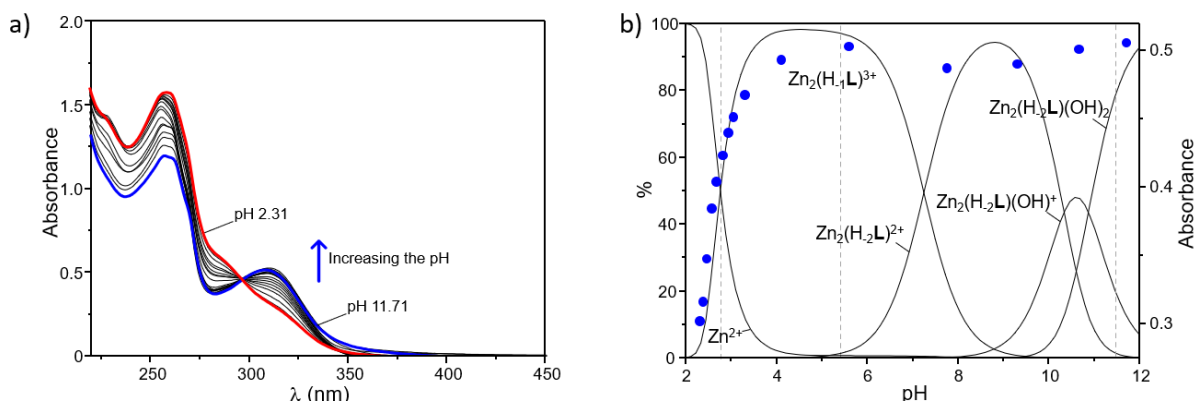 a)
2.0
1.5
1.0
0.5
0.0
Absorbance
250
300
350
400
450
λ (nm)
pH 2.31
Increasing the pH
pH 11.71
b)
100
80
60
40
20
0
%
2
4
6
8
10
12
pH
0.5
0.4
0.3
Absorbance
Zn₂(H₋₁L)³⁺
Zn₂(H₋₂L)(OH)₂
Zn₂(H₋₂L)(OH)⁺
Zn₂(H₋₂L)²⁺
Zn²⁺